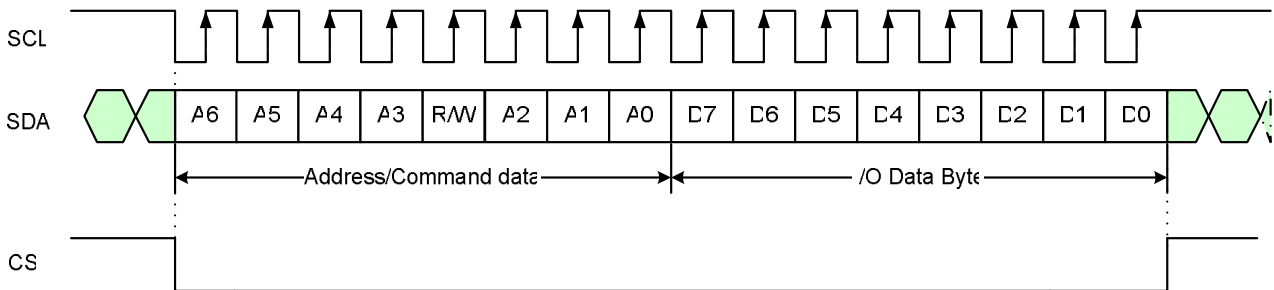 SCL
SDA A6 A5 A4 A3 R/W A2 A1 A0 D7 D6 D5 D4 D3 D2 D1 D0
Address/Command data /O Data Byte
CS